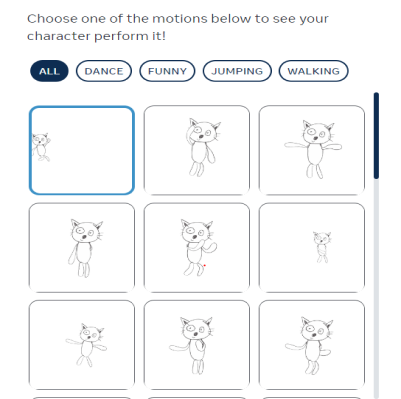 Choose one of the motions below to see your
character perform it!
ALL DANCE FUNNY JUMPING WALKING